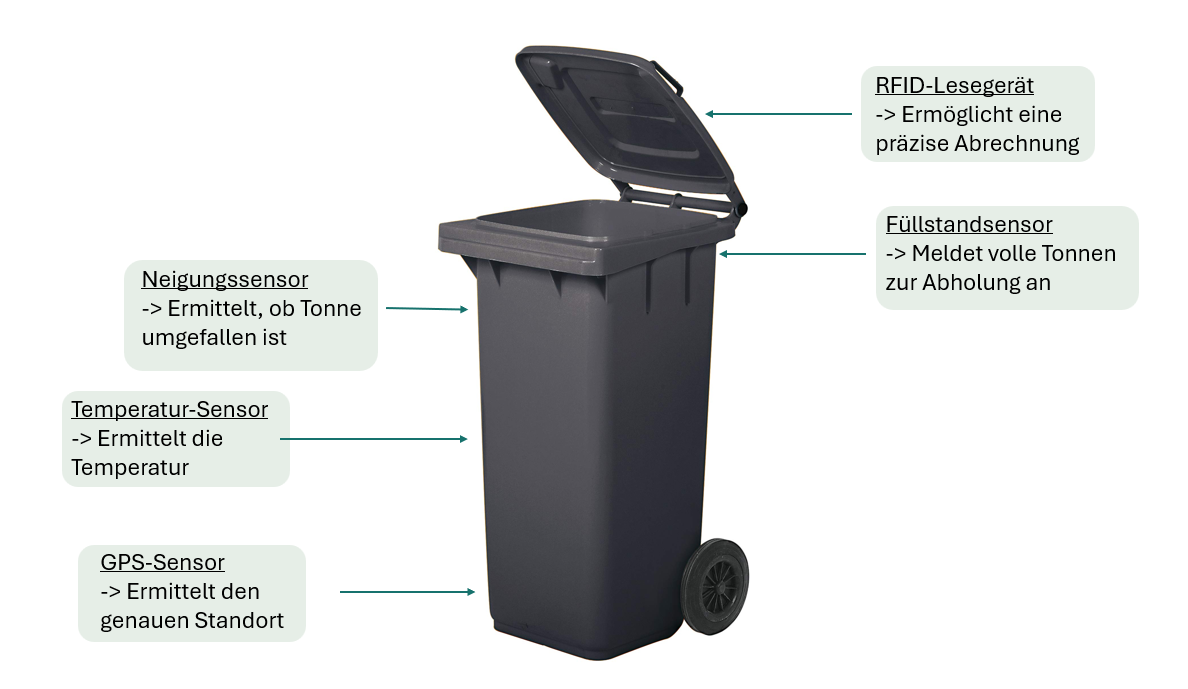 RFID-Lesegerät
-> Ermöglicht eine
präzise Abrechnung
Füllstandsensor
-> Meldet volle Tonnen
zur Abholung an
Neigungssensor
-> Ermittelt, ob Tonne
umgefallen ist
Temperatur-Sensor
-> Ermittelt die
Temperatur
GPS-Sensor
-> Ermittelt den
genauen Standort